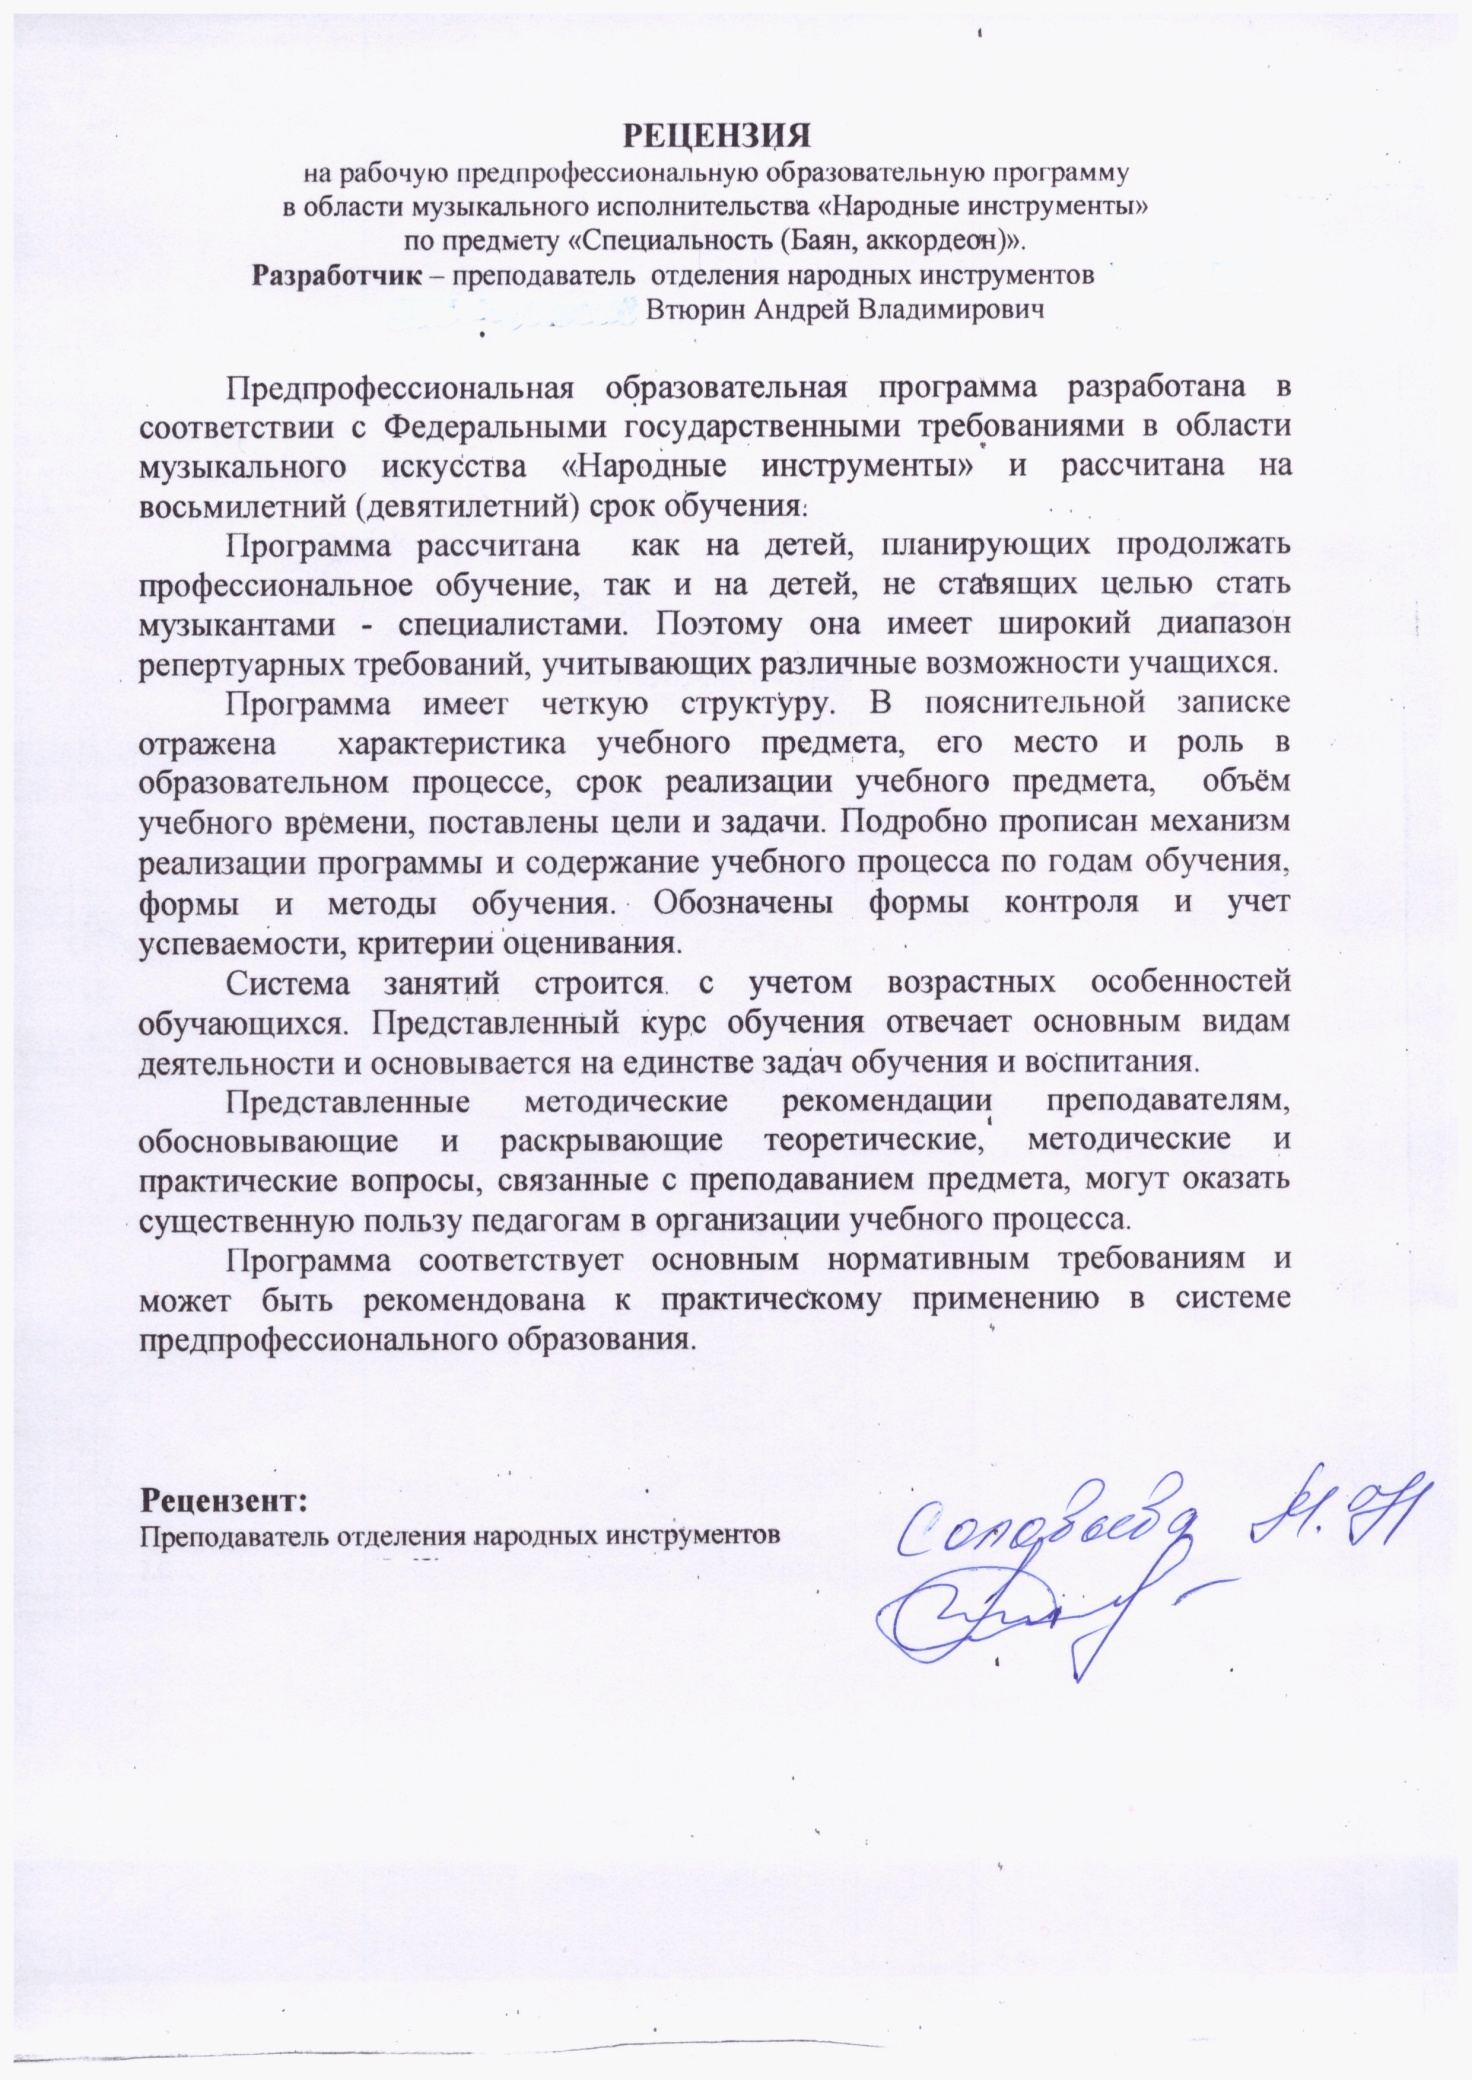 РЕЦЕНЗИЯ
на рабочую предпрофессиональную образовательную программу
в области музыкального исполнительства «Народные инструменты»
по предмету «Специальность (Баян, аккордеон)».
Разработчик – преподаватель отделения народных инструментов
Втюрин Андрей Владимирович
Предпрофессиональная образовательная программа разработана в
соответствии с Федеральными государственными требованиями в области
музыкального искусства «Народные инструменты» и рассчитана на
восьмилетний (девятилетний) срок обучения.
Программа рассчитана как на детей, планирующих продолжать
профессиональное обучение, так и на детей, не ставящих целью стать
музыкантами - специалистами. Поэтому она имеет широкий диапазон
репертуарных требований, учитывающих различные возможности учащихся.
Программа имеет четкую структуру. В пояснительной записке
отражена характеристика учебного предмета, его место и роль в
образовательном процессе, срок реализации учебного предмета, объём
учебного времени, поставлены цели и задачи. Подробно прописан механизм
реализации программы и содержание учебного процесса по годам обучения,
формы и методы обучения. Обозначены формы контроля и учет
успеваемости, критерии оценивания.
Система занятий строится с учетом возрастных особенностей
обучающихся. Представленный курс обучения отвечает основным видам
деятельности и основывается на единстве задач обучения и воспитания.
Представленные методические рекомендации преподавателям,
обосновывающие и раскрывающие теоретические, методические и
практические вопросы, связанные с преподаванием предмета, могут оказать
существенную пользу педагогам в организации учебного процесса.
Программа соответствует основным нормативным требованиям и
может быть рекомендована к практическому применению в системе
предпрофессионального образования.
Рецензент:
Преподаватель отделения народных инструментов
Соловьева М. Н